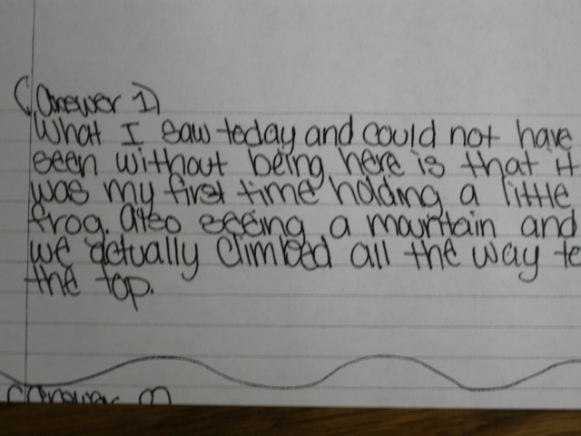 (Answer 1)
What I saw today and could not have
seen without being here is that it
was my first time holding a little
frog. Also seeing a mountain and
we actually climbed all the way to
the top.
(Answer